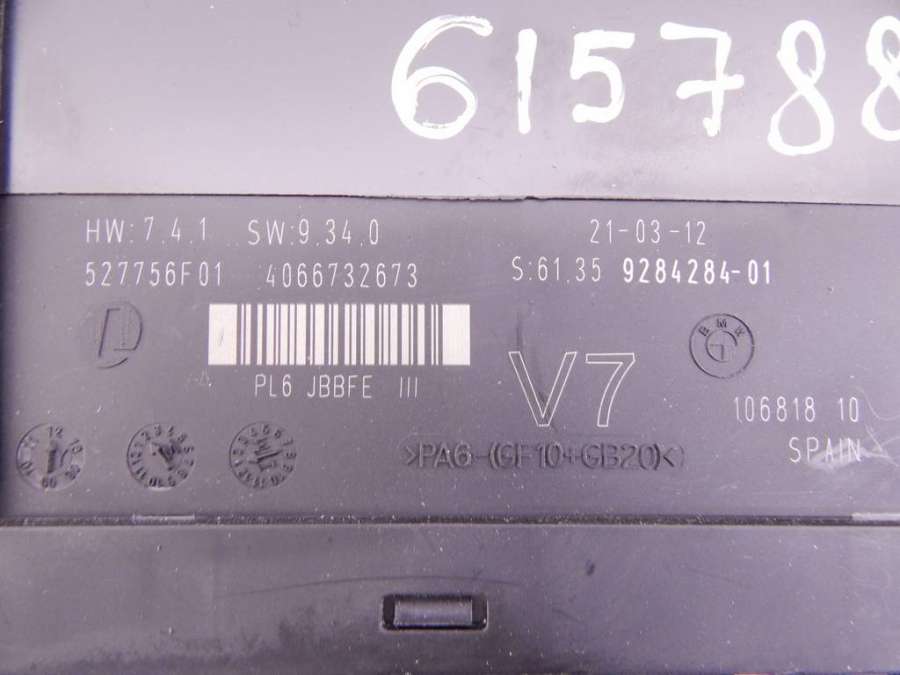 615788
HW:7.4.1 SW:9.34.0 21-03-12
527756F01 4066732673 S:61.35 9284284-01
BMW
PL6 JBBFE III
V7
106818 10
>PA6-(GF10+GB20)<
SPAIN